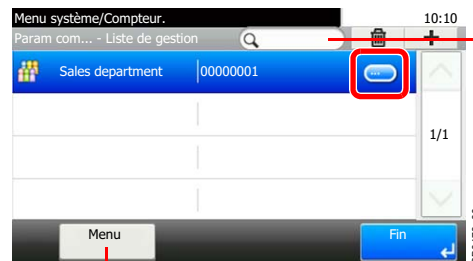 Menu système/Compteur. 10:10
Param com... - Liste de gestion
Sales department 00000001
1/1
Menu Fin